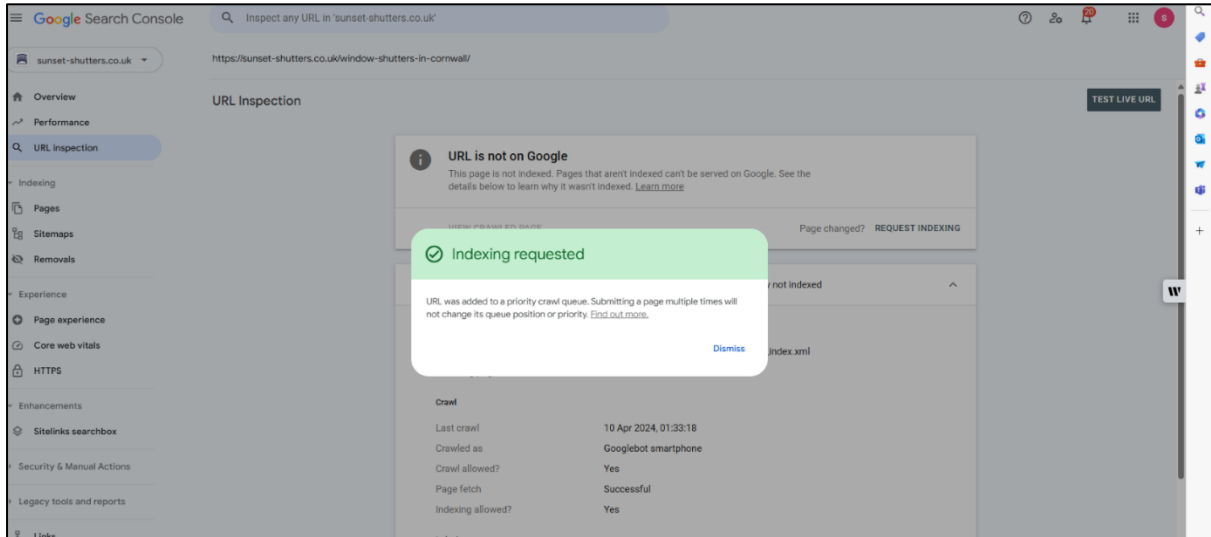 Google Search Console
Inspect any URL in 'sunset-shutters.co.uk'
20
S
sunset-shutters.co.uk
https://sunset-shutters.co.uk/window-shutters-in-cornwall/
Overview
Performance
URL inspection
Indexing
Pages
Sitemaps
Removals
Experience
Page experience
Core web vitals
HTTPS
Enhancements
Sitelinks searchbox
Security & Manual Actions
Legacy tools and reports
Links
URL Inspection
TEST LIVE URL
URL is not on Google
This page is not indexed. Pages that aren't indexed can't be served on Google. See the
details below to learn why it wasn't indexed. Learn more
VIEW CRAWLED PAGE
Page changed? REQUEST INDEXING
Indexing requested
URL was added to a priority crawl queue. Submitting a page multiple times will
not change its queue position or priority. Find out more.
Dismiss
not indexed
index.xml
Crawl
Last crawl 10 Apr 2024, 01:33:18
Crawled as Googlebot smartphone
Crawl allowed? Yes
Page fetch Successful
Indexing allowed? Yes
W